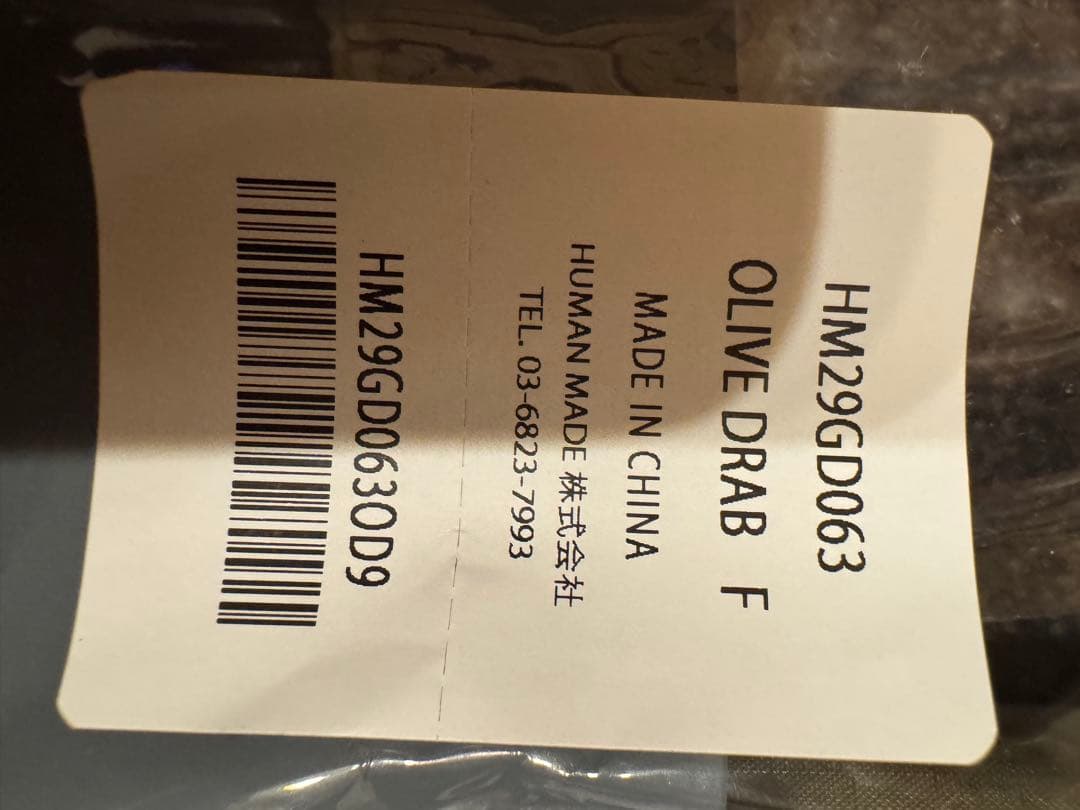 HM29GD063
OLIVE DRAB F
MADE IN CHINA
HUMAN MADE 株式会社
TEL. 03-6823-7993
HM29GD063OD9